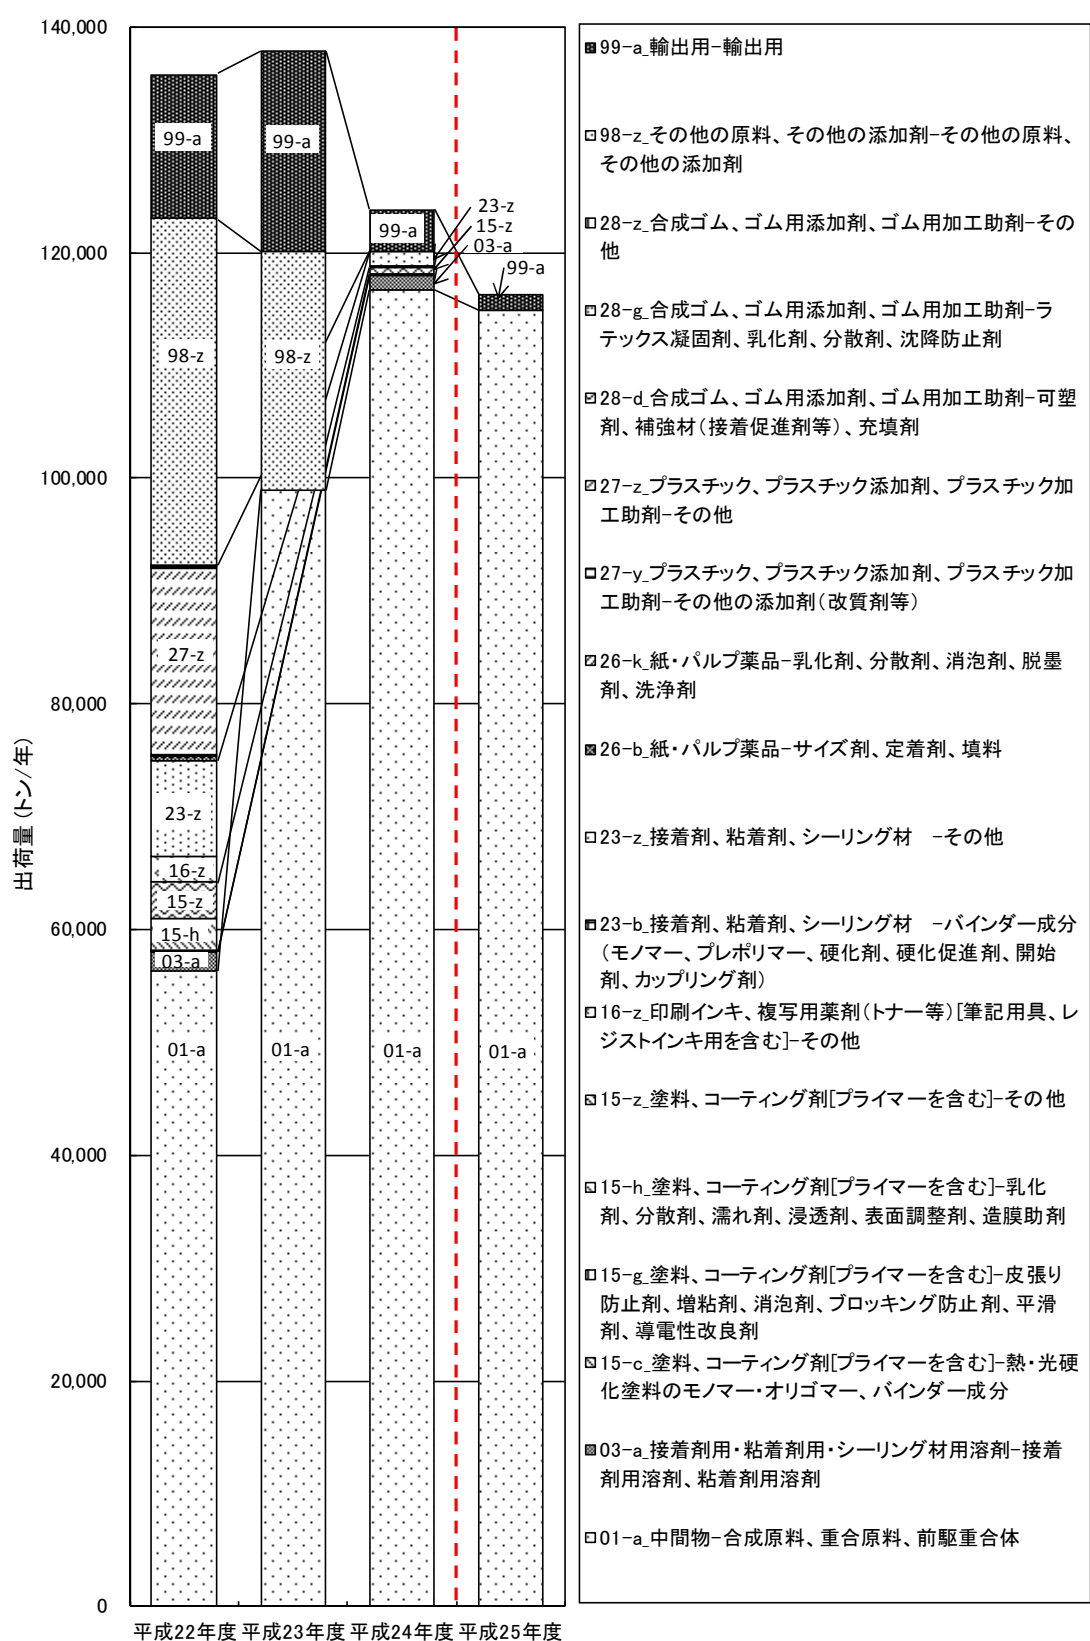 140,000
120,000
100,000
80,000
60,000
40,000
20,000
0
出荷量(トン/年)
平成22年度
平成23年度
平成24年度
平成25年度
99-a
98-z
27-z
23-z
16-z
15-z
15-h
03-a
01-a
99-a
98-z
01-a
99-a
23-z
15-z
03-a
01-a
99-a
01-a
99-a_輸出用-輸出用
98-z_その他の原料、その他の添加剤-その他の原料、
その他の添加剤
28-z_合成ゴム、ゴム用添加剤、ゴム用加工助剤-その
他
28-g_合成ゴム、ゴム用添加剤、ゴム用加工助剤-ラ
テックス凝固剤、乳化剤、分散剤、沈降防止剤
28-d_合成ゴム、ゴム用添加剤、ゴム用加工助剤-可塑
剤、補強材(接着促進剤等)、充填剤
27-z_プラスチック、プラスチック添加剤、プラスチック加
工助剤-その他
27-y_プラスチック、プラスチック添加剤、プラスチック加
工助剤-その他の添加剤(改質剤等)
26-k_紙・パルプ薬品-乳化剤、分散剤、消泡剤、脱墨
剤、洗浄剤
26-b_紙・パルプ薬品-サイズ剤、定着剤、填料
23-z_接着剤、粘着剤、シーリング材 -その他
23-b_接着剤、粘着剤、シーリング材 -バインダー成分
(モノマー、プレポリマー、硬化剤、硬化促進剤、開始
剤、カップリング剤)
16-z_印刷インキ、複写用薬剤(トナー等)[筆記用具、レ
ジストインキ用を含む]-その他
15-z_塗料、コーティング剤[プライマーを含む]-その他
15-h_塗料、コーティング剤[プライマーを含む]-乳化
剤、分散剤、濡れ剤、浸透剤、表面調整剤、造膜助剤
15-g_塗料、コーティング剤[プライマーを含む]-皮張り
防止剤、増粘剤、消泡剤、ブロッキング防止剤、平滑
剤、導電性改良剤
15-c_塗料、コーティング剤[プライマーを含む]-熱・光硬
化塗料のモノマー・オリゴマー、バインダー成分
03-a_接着剤用・粘着剤用・シーリング材用溶剤-接着
剤用溶剤、粘着剤用溶剤
01-a_中間物-合成原料、重合原料、前駆重合体